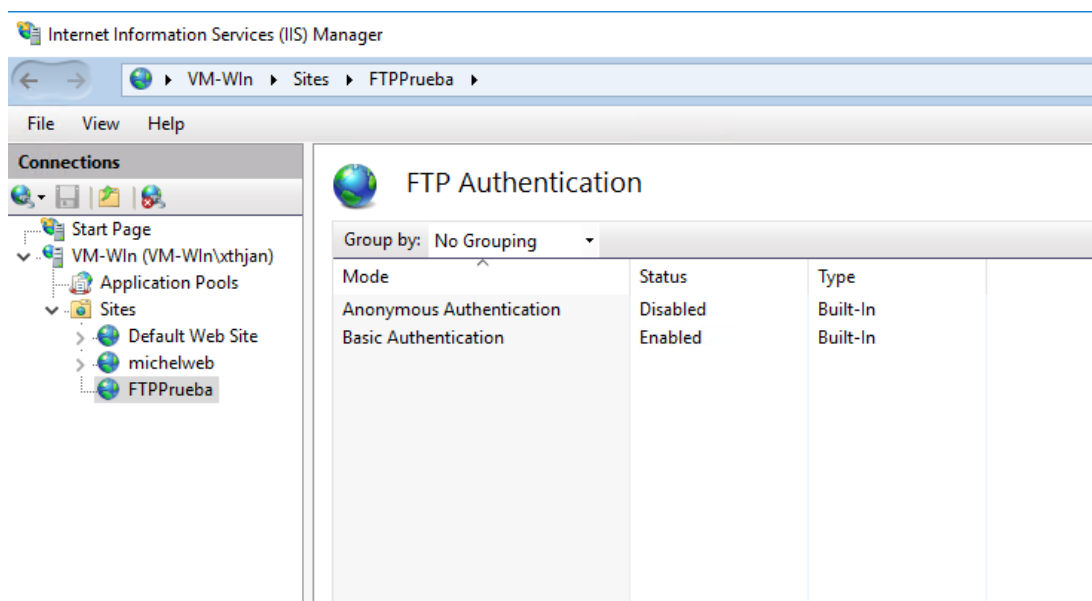 Internet Information Services (IIS) Manager
VM-WIn Sites FTPPrueba
File View Help
Connections
Start Page
VM-WIn (VM-WIn\xthjan)
Application Pools
Sites
Default Web Site
michelweb
FTPPrueba
FTP Authentication
Group by: No Grouping
Mode Status Type
Anonymous Authentication Disabled Built-In
Basic Authentication Enabled Built-In